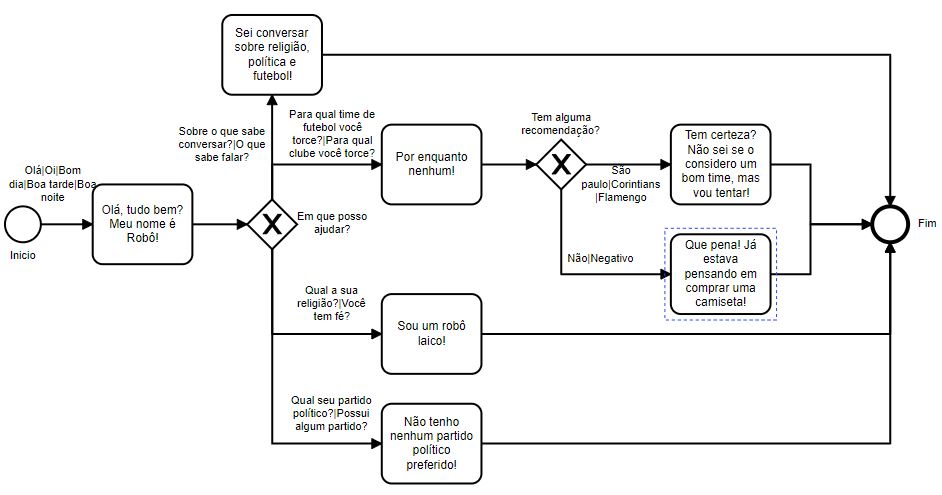 Sei conversar
sobre religião,
política e
futebol!
Sobre o que sabe
conversar?|O que
sabe falar?
Para qual time de
futebol você
torce?|Para qual
clube você torce?
Por enquanto
nenhum!
Tem alguma
recomendação?
São
paulo|Corintians
|Flamengo
Tem certeza?
Não sei se o
considero um
bom time, mas
vou tentar!
Olá|Oi|Bom
dia|Boa tarde|Boa
noite
Inicio
Olá, tudo bem?
Meu nome é
Robô!
X
X
Em que posso
ajudar?
Não|Negativo
Que pena! Já
estava
pensando em
comprar uma
camiseta!
Fim
Qual a sua
religião?|Você
tem fé?
Sou um robô
laico!
Qual seu partido
político?|Possui
algum partido?
Não tenho
nenhum partido
político
preferido!